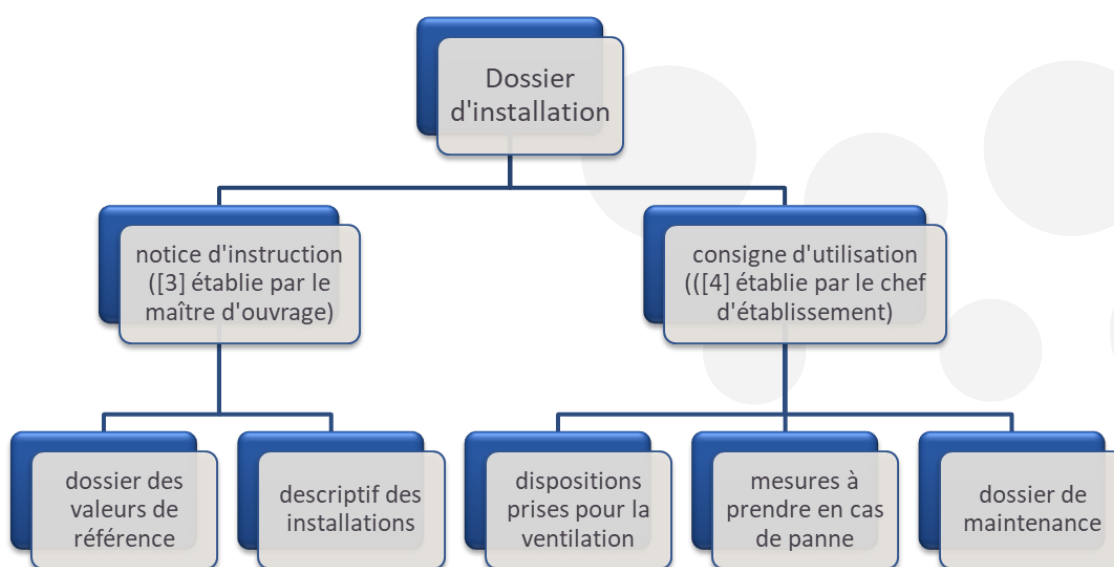 Dossier
d'installation
notice d'instruction
([3] établie par le
maître d'ouvrage)
consigne d'utilisation
(([4] établie par le chef
d'établissement)
dossier des
valeurs de
référence
descriptif des
installations
dispositions
prises pour la
ventilation
mesures à
prendre en cas
de panne
dossier de
maintenance